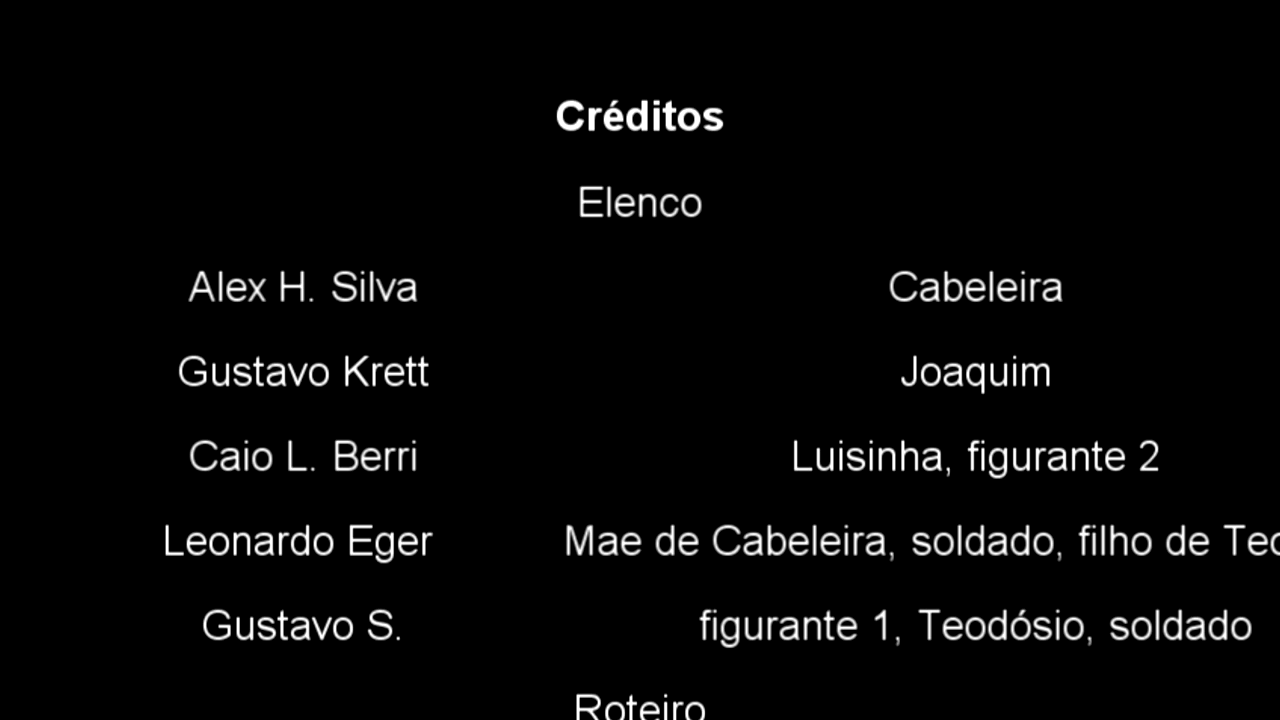 Créditos
Elenco
Alex H. Silva Cabeleira
Gustavo Krett Joaquim
Caio L. Berri Luisinha, figurante 2
Leonardo Eger Mae de Cabeleira, soldado, filho de
Gustavo S. figurante 1, Teodósio, soldado
Roteiro